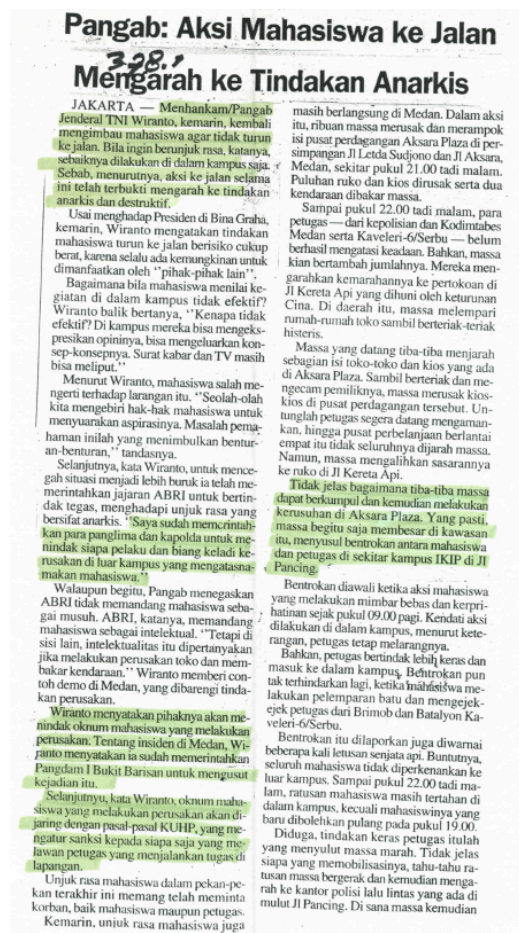 Pangab: Aksi Mahasiswa ke Jalan
328.1
Mengarah ke Tindakan Anarkis
JAKARTA — Menhankam/Pangab
Jenderal TNI Wiranto, kemarin, kembali
mengimbau mahasiswa agar tidak turun
ke jalan. Bila ingin berunjuk rasa, katanya,
sebaiknya dilakukan di dalam kampus saja.
Sebab, menurutnya, aksi ke jalan selama
ini telah terbukti mengarah ke tindakan
anarkis dan destruktif.
Usai menghadap Presiden di Bina Graha,
kemarin, Wiranto mengatakan tindakan
mahasiswa turun ke jalan berisiko cukup
berat, karena selalu ada kemungkinan untuk
dimanfaatkan oleh "pihak-pihak lain".
Bagaimana bila mahasiswa menilai ke-
giatan di dalam kampus tidak efektif?
Wiranto balik bertanya, "Kenapa tidak
efektif? Di kampus mereka bisa mengeks-
presikan opininya, bisa mengeluarkan kon-
sep-konsepnya. Surat kabar dan TV masih
bisa meliput."
Menurut Wiranto, mahasiswa salah me-
ngerti terhadap larangan itu. "Seolah-olah
kita mengebiri hak-hak mahasiswa untuk
menyuarakan aspirasinya. Masalah pema-
haman inilah yang menimbulkan bentur-
an-benturan," tandasnya.
Selanjutnya, kata Wiranto, untuk mence-
gah situasi menjadi lebih buruk ia telah me-
merintahkan jajaran ABRI untuk bertin-
dak tegas, menghadapi unjuk rasa yang
bersifat anarkis. "Saya sudah memerintah-
kan para panglima dan kapolda untuk me-
nindak siapa pelaku dan biang keladi ke-
rusakan di luar kampus yang mengatasna-
makan mahasiswa."
Walaupun begitu, Pangab menegaskan
ABRI tidak memandang mahasiswa seba-
gai musuh. ABRI, katanya, memandang
mahasiswa sebagai intelektual. "Tetapi di
sisi lain, intelektualitas itu dipertanyakan
jika melakukan perusakan toko dan mem-
bakar kendaraan." Wiranto memberi con-
toh demo di Medan, yang dibarengi tinda-
kan perusakan.
Wiranto menyatakan pihaknya akan me-
nindak oknum mahasiswa yang melakukan
perusakan. Tentang insiden di Medan, Wi-
ranto menyatakan ia sudah memerintahkan
Pangdam I Bukit Barisan untuk mengusut
kejadian itu.
Selanjutnyu, kata Wiranto, oknum maha-
siswa yang melakukan perusakan akan di-
jaring dengan pasal-pasal KUHP, yang me-
ngatur sanksi kepada siapa saja yang me-
lawan petugas yang menjalankan tugas di
lapangan.
Unjuk rasa mahasiswa dalam pekan-pe-
kan terakhir ini memang telah meminta
korban, baik mahasiswa maupun petugas.
Kemarin, unjuk rasa mahasiswa juga
masih berlangsung di Medan. Dalam aksi
itu, ribuan massa merusak dan merampok
isi pusat perdagangan Aksara Plaza di per-
simpangan Jl Letda Sudjono dan Jl Aksara,
Medan, sekitar pukul 21.00 tadi malam.
Puluhan ruko dan kios dirusak serta dua
kendaraan dibakar massa.
Sampai pukul 22.00 tadi malam, para
petugas — dari kepolisian dan Kodimtabes
Medan serta Kaveleri-6/Serbu — belum
berhasil mengatasi keadaan. Bahkan, massa
kian bertambah jumlahnya. Mereka men-
garahkan kemarahannya ke pertokoan di
Jl Kereta Api yang dihuni oleh keturunan
Cina. Di daerah itu, massa melempari
rumah-rumah toko sambil berteriak-teriak
histeris.
Massa yang datang tiba-tiba menjarah
sebagian isi toko-toko dan kios yang ada
di Aksara Plaza. Sambil berteriak dan me-
ngecam pemiliknya, massa merusak kios-
kios di pusat perdagangan tersebut. Un-
tunglah petugas segera datang mengaman-
kan, hingga pusat perbelanjaan berlantai
empat itu tidak seluruhnya dijarah massa.
Namun, massa mengalihkan sasarannya
ke ruko di Jl Kereta Api.
Tidak jelas bagaimana tiba-tiba massa
dapat berkumpul dan kemudian melakukan
kerusuhan di Aksara Plaza. Yang pasti,
massa begitu saja membesar di kawasan
itu, menyusul bentrokan antara mahasiswa
dan petugas di sekitar kampus IKIP di Jl
Pancing.
Bentrokan diawali ketika aksi mahasiswa
yang melakukan mimbar bebas dan kerpri-
hatinan sejak pukul 09.00 pagi. Kendati aksi
dilakukan di dalam kampus, menurut kete-
rangan, petugas tetap melarangnya.
Bahkan, petugas bertindak lebih keras dan
masuk ke dalam kampus. Bentrokan pun
tak terhindarkan lagi, ketika mahasiswa me-
lakukan pelemparan batu dan mengejek-
ejek petugas dari Brimob dan Batalyon Ka-
veleri-6/Serbu.
Bentrokan itu dilaporkan juga diwarnai
beberapa kali letusan senjata api. Buntutnya,
seluruh mahasiswa tidak diperkenankan ke
luar kampus. Sampai pukul 22.00 tadi ma-
lam, ratusan mahasiswa masih tertahan di
dalam kampus, kecuali mahasiswinya yang
baru dibolehkan pulang pada pukul 19.00.
Diduga, tindakan keras petugas itulah
yang menyulut massa marah. Tidak jelas
siapa yang memobilisasinya, tahu-tahu ra-
tusan massa bergerak dan kemudian menga-
rah ke kantor polisi lalu lintas yang ada di
mulut Jl Pancing. Di sana massa kemudian